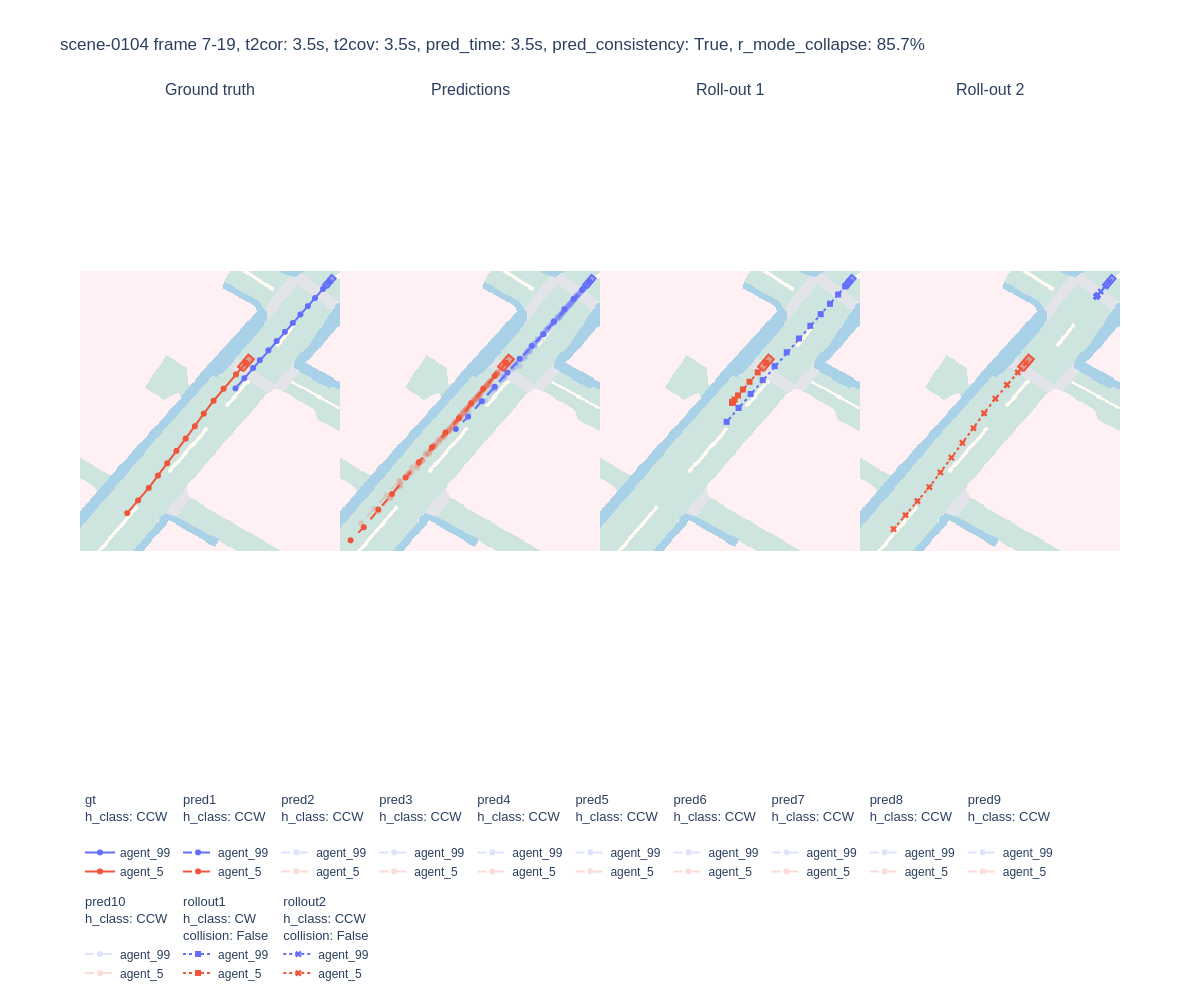 scene-0104 frame 7-19, t2cor: 3.5s, t2cov: 3.5s, pred_time: 3.5s, pred_consistency: True, r_mode_collapse: 85.7%
Ground truth Predictions Roll-out 1 Roll-out 2
gt pred1 pred2 pred3 pred4 pred5 pred6 pred7 pred8 pred9
h_class: CCW h_class: CCW h_class: CCW h_class: CCW h_class: CCW h_class: CCW h_class: CCW h_class: CCW h_class: CCW h_class: CCW
agent_99 agent_99 agent_99 agent_99 agent_99 agent_99 agent_99 agent_99 agent_99 agent_99
agent_5 agent_5 agent_5 agent_5 agent_5 agent_5 agent_5 agent_5 agent_5 agent_5
pred10 rollout1 rollout2
h_class: CCW h_class: CW h_class: CCW
collision: False collision: False
agent_99 agent_99 agent_99
agent_5 agent_5 agent_5